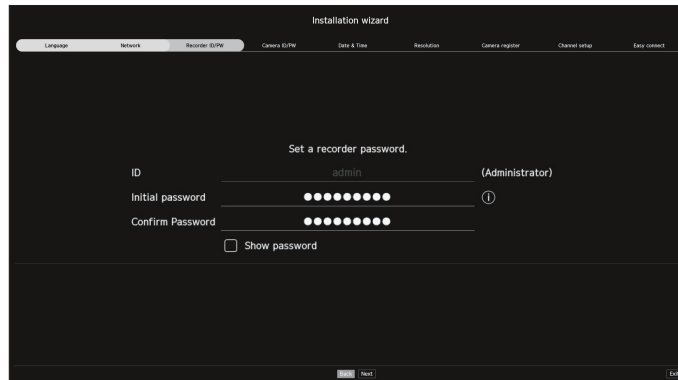 Installation wizard
Language Network Recorder ID/PW Camera ID/PW Date & Time Resolution Camera register Channel setup Easy connect
Set a recorder password.
ID admin (Administrator)
Initial password ●●●●●●●●● i
Confirm Password ●●●●●●●●●
Show password
Back Next Exit